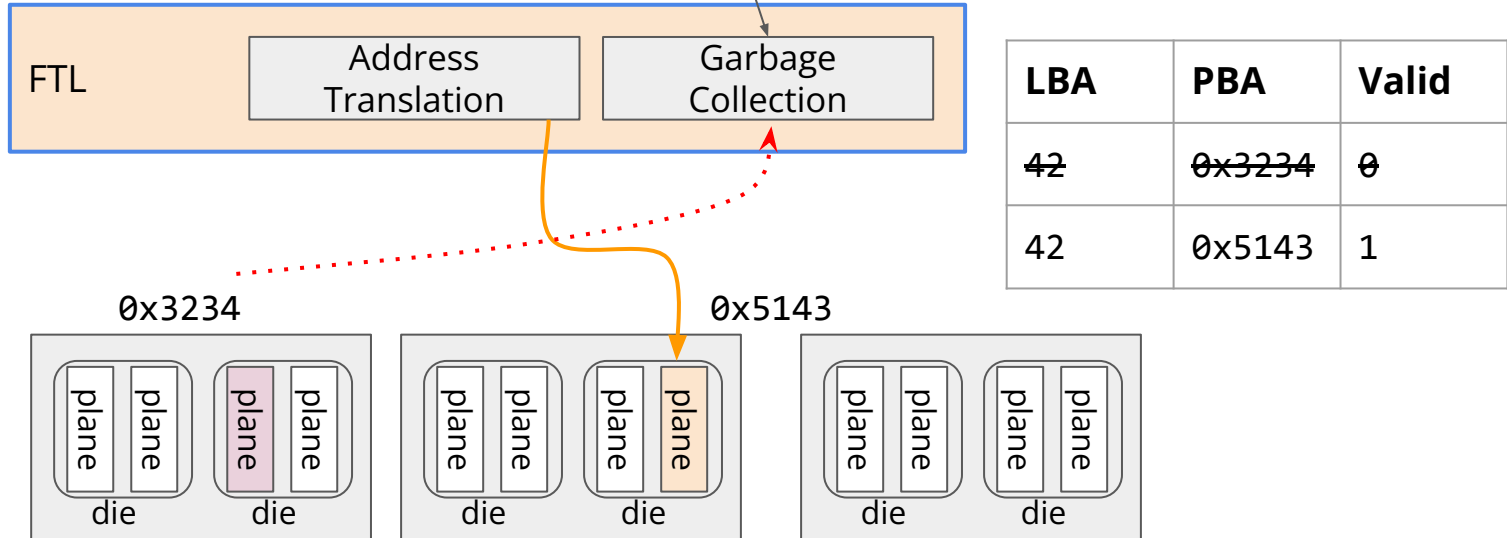 FTL
Address
Translation
Garbage
Collection
LBA PBA Valid
42 0x3234 0
42 0x5143 1
0x3234
0x5143
plane plane plane plane plane plane plane plane plane plane plane plane
die die die die die die